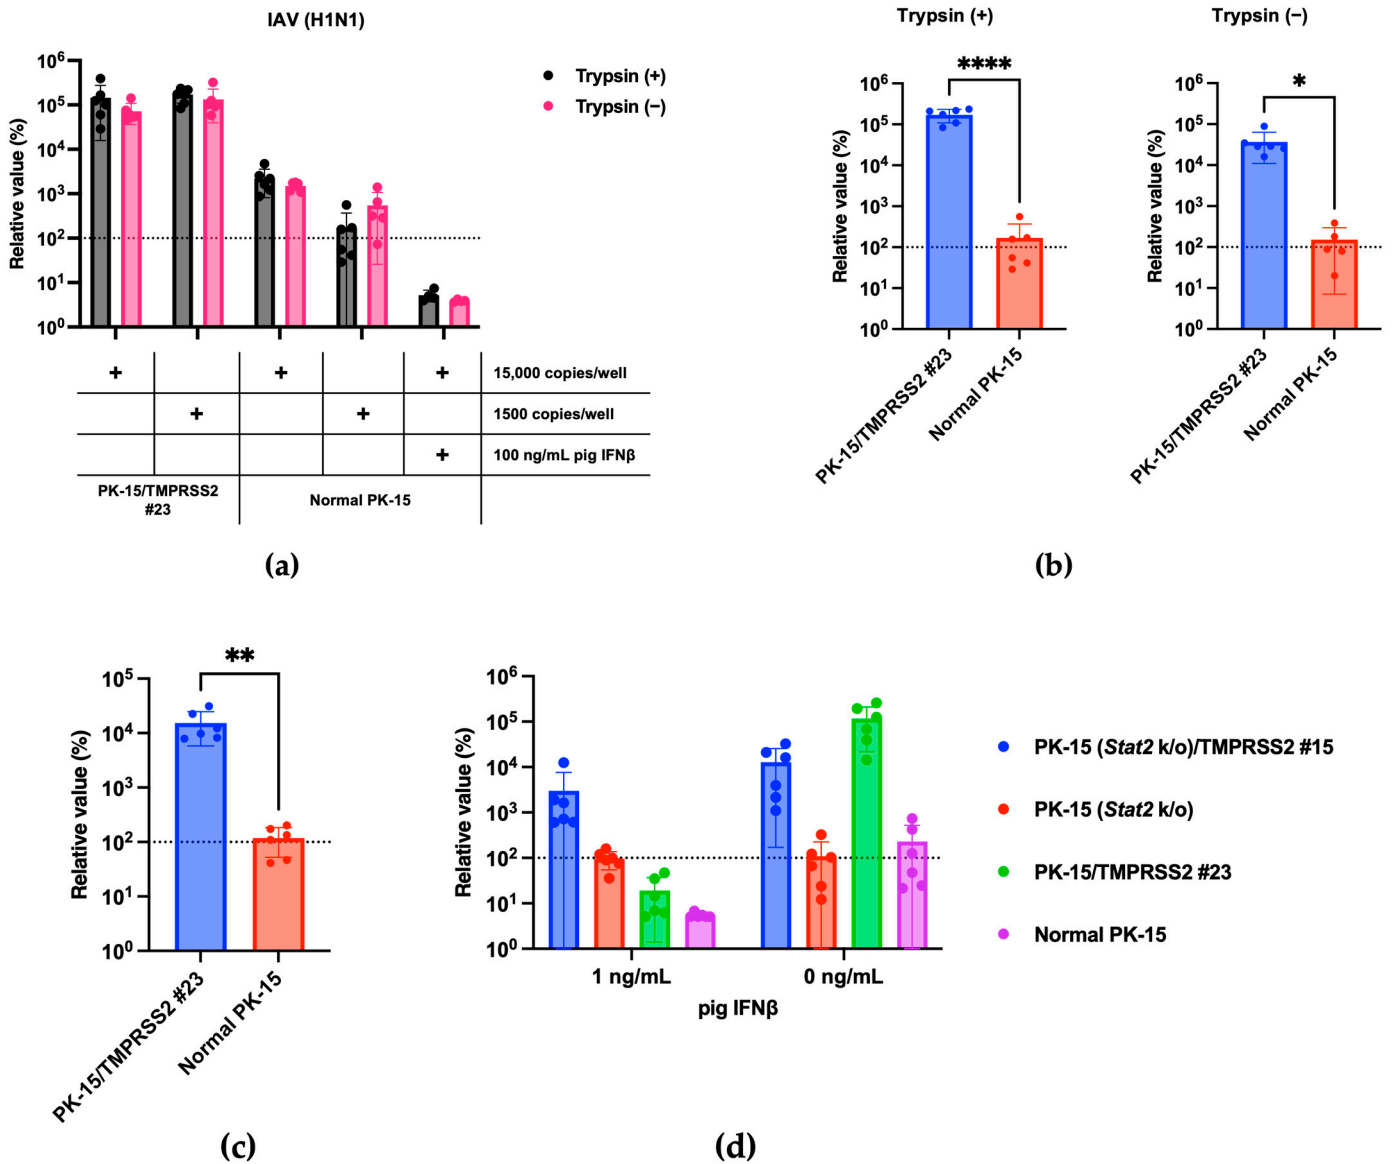 IAV (H1N1)
Relative value (%)
10⁶
10⁵
10⁴
10³
10²
10¹
10⁰
Trypsin (+)
Trypsin (−)
+ + + 15,000 copies/well
+ + 1500 copies/well
+ 100 ng/mL pig IFNβ
PK-15/TMPRSS2
#23
Normal PK-15
(a)
Trypsin (+)
****
Relative value (%)
10⁶
10⁵
10⁴
10³
10²
10¹
10⁰
PK-15/TMPRSS2 #23
Normal PK-15
Trypsin (−)
*
Relative value (%)
10⁶
10⁵
10⁴
10³
10²
10¹
10⁰
PK-15/TMPRSS2 #23
Normal PK-15
(b)
**
Relative value (%)
10⁵
10⁴
10³
10²
10¹
10⁰
PK-15/TMPRSS2 #23
Normal PK-15
(c)
Relative value (%)
10⁶
10⁵
10⁴
10³
10²
10¹
10⁰
1 ng/mL
0 ng/mL
pig IFNβ
PK-15 (Stat2 k/o)/TMPRSS2 #15
PK-15 (Stat2 k/o)
PK-15/TMPRSS2 #23
Normal PK-15
(d)